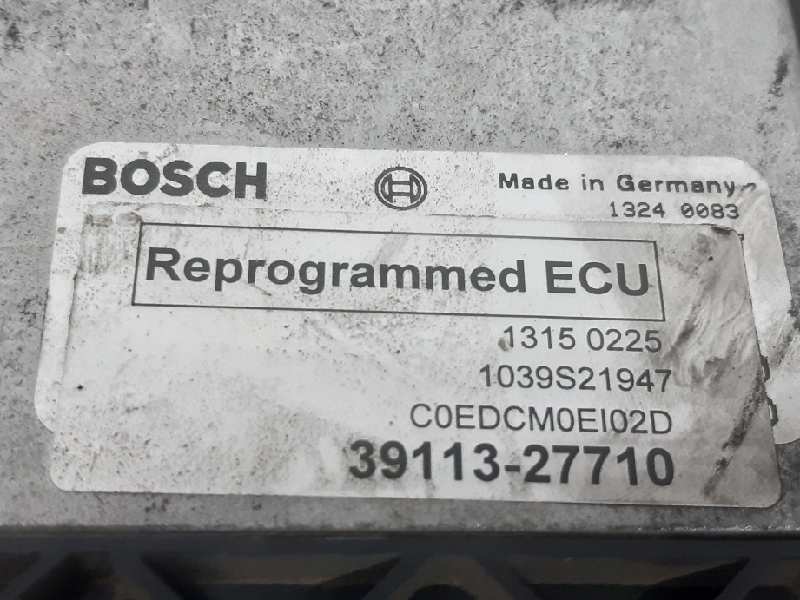 BOSCH
Made in Germany
1324 0083
Reprogrammed ECU
1315 0225
1039S21947
C0EDCM0EI02D
39113-27710